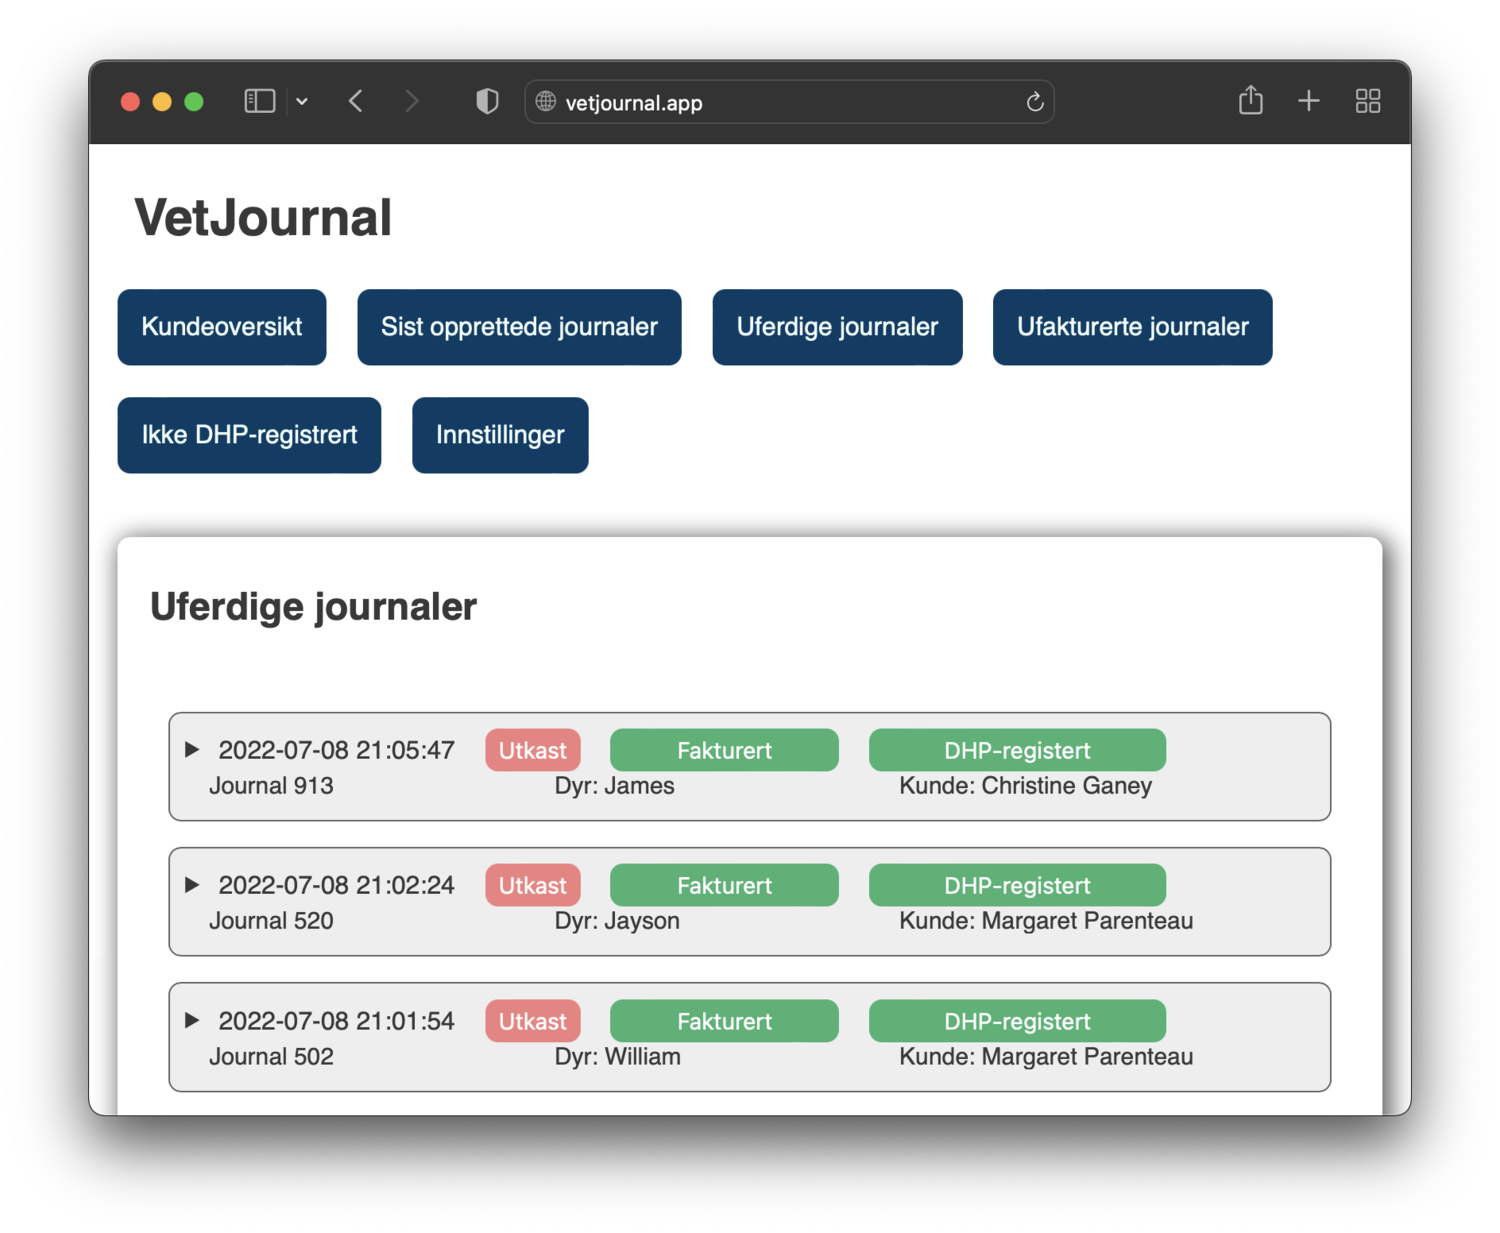 vetjournal.app
VetJournal
Kundeoversikt Sist opprettede journaler Uferdige journaler Ufakturerte journaler
Ikke DHP-registrert Innstillinger
Uferdige journaler
2022-07-08 21:05:47 Utkast Fakturert DHP-registert
Journal 913 Dyr: James Kunde: Christine Ganey
2022-07-08 21:02:24 Utkast Fakturert DHP-registert
Journal 520 Dyr: Jayson Kunde: Margaret Parenteau
2022-07-08 21:01:54 Utkast Fakturert DHP-registert
Journal 502 Dyr: William Kunde: Margaret Parenteau